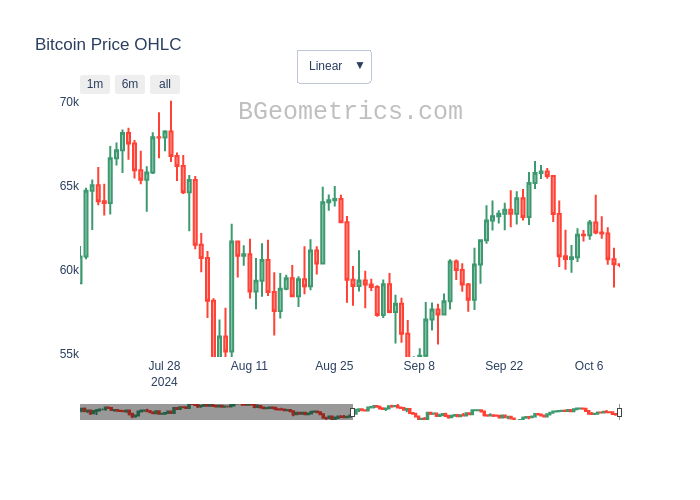 Bitcoin Price OHLC
Linear ▼
1m 6m all
BGeometrics.com
70k
65k
60k
55k
Jul 28 Aug 11 Aug 25 Sep 8 Sep 22 Oct 6
2024